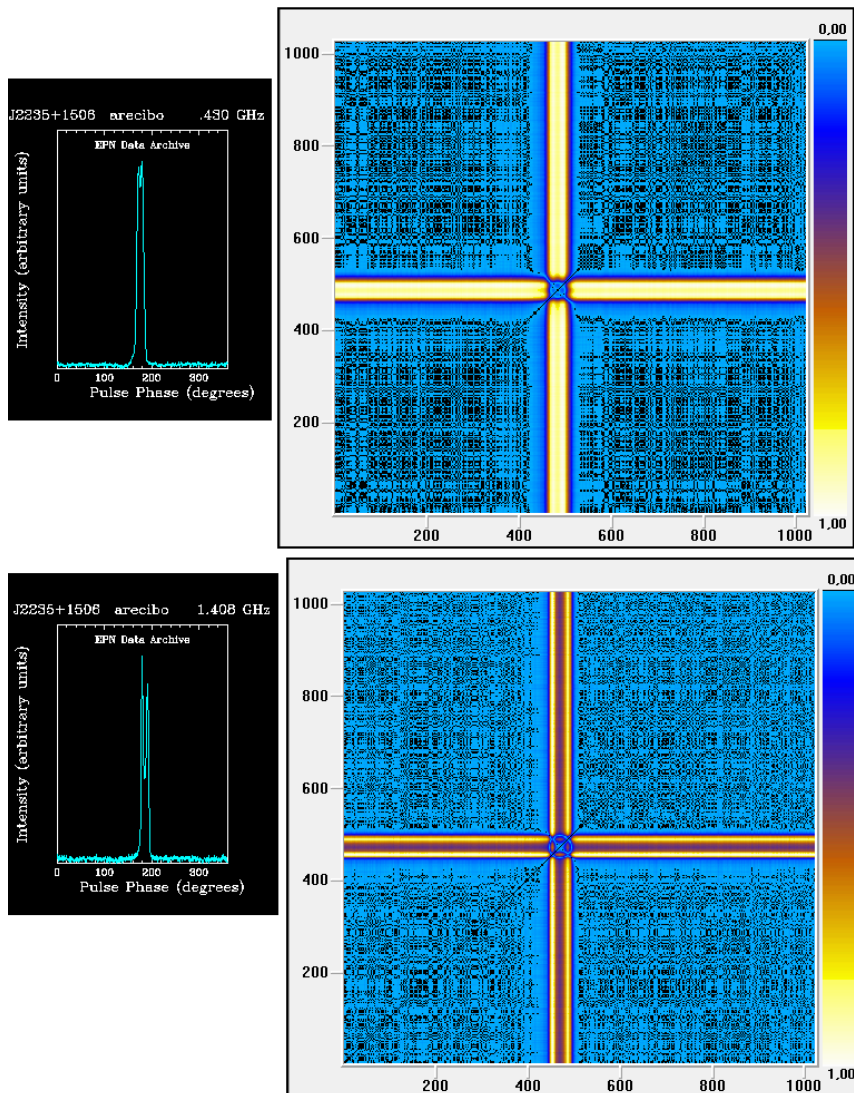 J2235+1506 arecibo .430 GHz
EPN Data Archive
Intensity (arbitrary units)
0 100 200 300
Pulse Phase (degrees)
0,00
1000
800
600
400
200
200 400 600 800 1000
1,00
J2235+1506 arecibo 1.408 GHz
EPN Data Archive
Intensity (arbitrary units)
0 100 200 300
Pulse Phase (degrees)
0,00
1000
800
600
400
200
200 400 600 800 1000
1,00